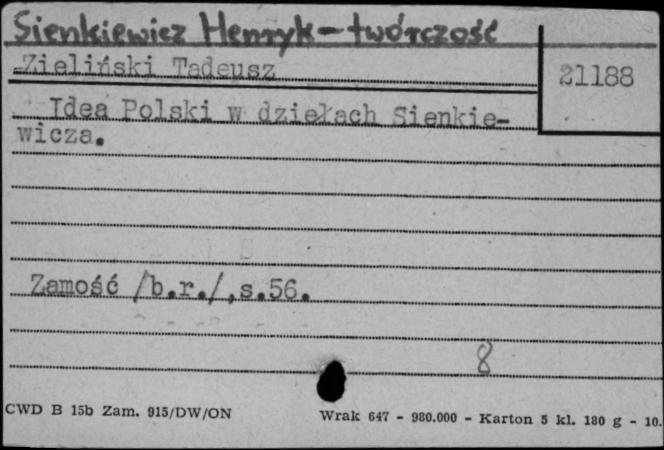 Sienkiewicz Henryk – twórczość
Zieliński Tadeusz
21188
Idea Polski w dziełach Sienkie-
wicza.
Zamość /b.r./,s.56.
8
CWD B 15b Zam. 915/DW/ON
Wrak 647 - 980.000 - Karton 5 kl. 180 g - 10.